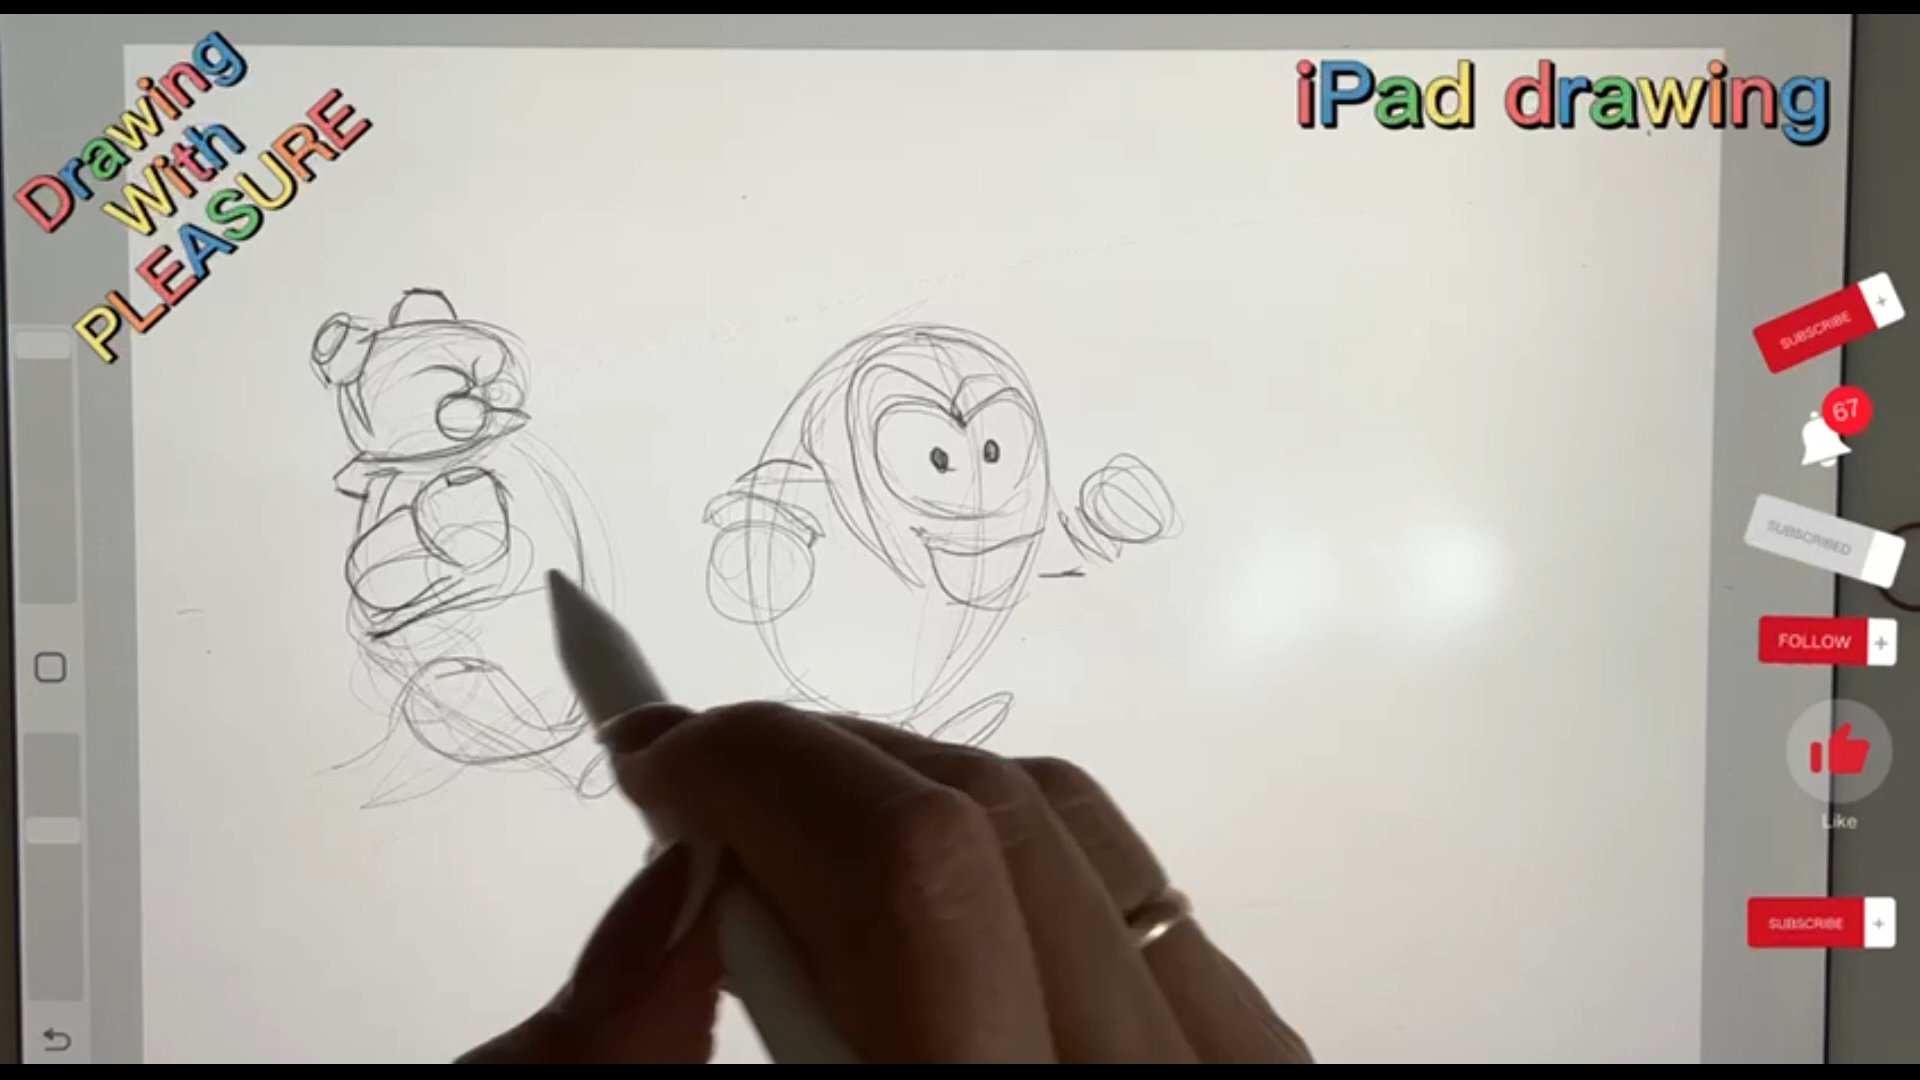 Drawing
With
PLEASURE
iPad drawing
SUBSCRIBE +
67
SUBSCRIBED
FOLLOW +
Like
SUBSCRIBE +